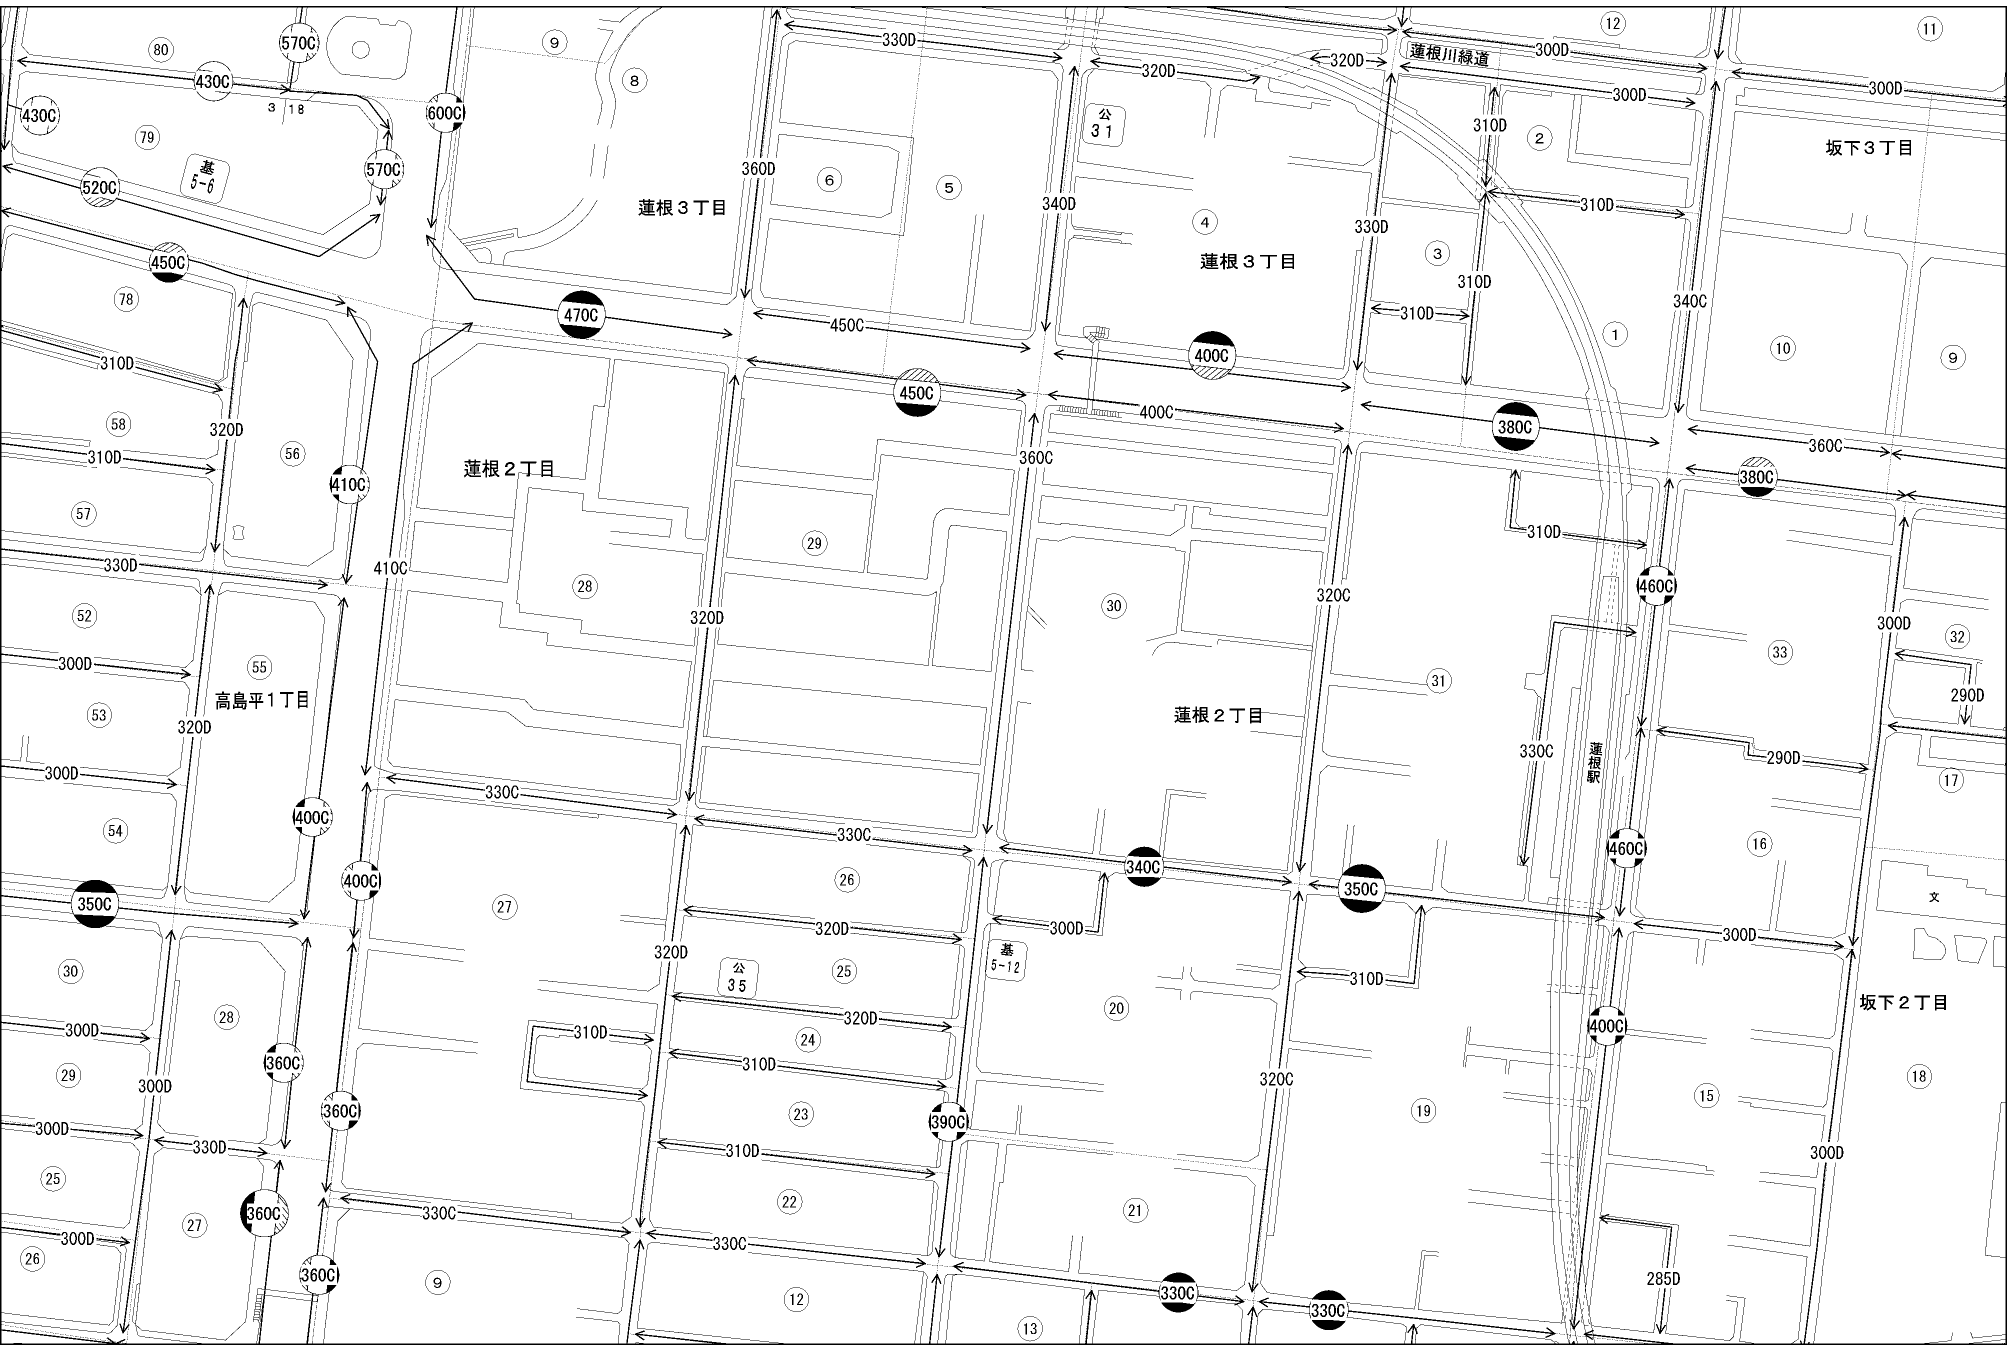 12
11
80
570C
9
8
330D
蓮根川緑道
300D
430C
320D
320D
300D
300D
3 18
600C
公
31
310D
2
坂下3丁目
430C
79
基
5-6
520C
570C
360D
6
5
340D
蓮根3丁目
4
330D
310D
3
蓮根3丁目
310D
450C
78
340C
470C
450C
310D
1
10
9
310D
400C
450C
400C
380C
360C
380C
58
320D
310D
56
蓮根2丁目
360C
410C
57
29
310D
330D
410C
28
30
320C
460C
52
320D
300D
32
33
300D
55
31
290D
高島平1丁目
53
320D
蓮根2丁目
330C
蓮根駅
290D
300D
330C
17
400C
54
330C
460C
16
340C
400C
26
350C
350C
27
文
320D
300D
300D
320D
基
5-12
30
公
35
25
310D
20
坂下2丁目
28
300D
310D
320D
24
400C
360C
310D
29
300D
320C
18
360C
23
390C
19
15
300D
330D
310D
300D
25
22
21
360C
330C
27
300D
330C
26
360C
9
285D
12
330C
330C
13